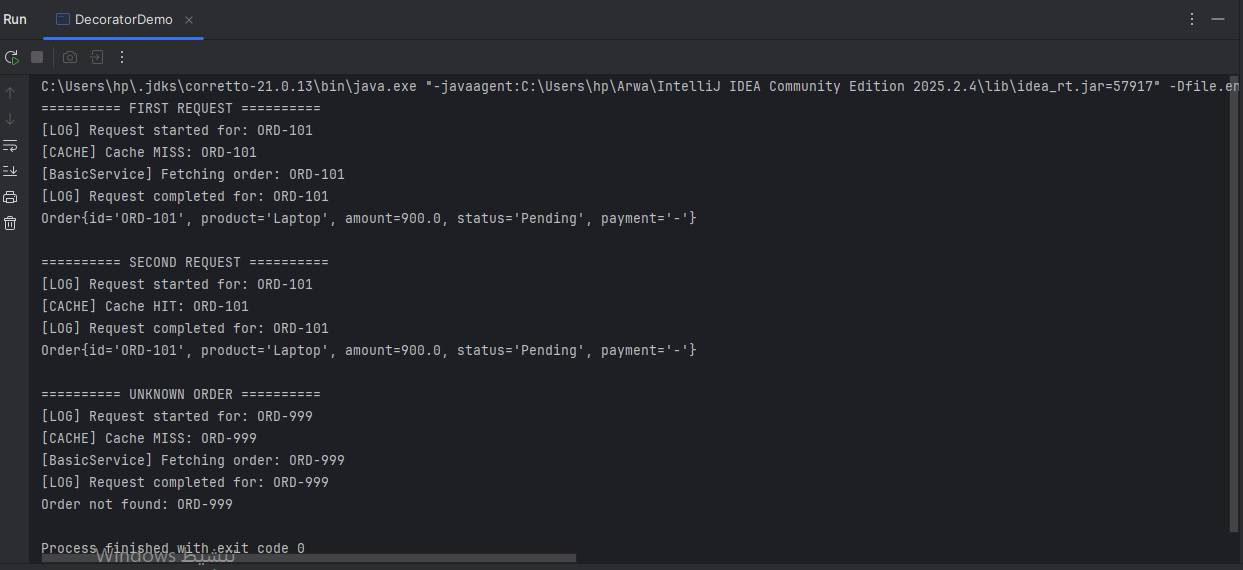 Run DecoratorDemo
C:\Users\hp\.jdks\corretto-21.0.13\bin\java.exe "-javaagent:C:\Users\hp\Arwa\IntelliJ IDEA Community Edition 2025.2.4\lib\idea_rt.jar=57917" -Dfile.en
========== FIRST REQUEST ==========
[LOG] Request started for: ORD-101
[CACHE] Cache MISS: ORD-101
[BasicService] Fetching order: ORD-101
[LOG] Request completed for: ORD-101
Order{id='ORD-101', product='Laptop', amount=900.0, status='Pending', payment='-'}
========== SECOND REQUEST ==========
[LOG] Request started for: ORD-101
[CACHE] Cache HIT: ORD-101
[LOG] Request completed for: ORD-101
Order{id='ORD-101', product='Laptop', amount=900.0, status='Pending', payment='-'}
========== UNKNOWN ORDER ==========
[LOG] Request started for: ORD-999
[CACHE] Cache MISS: ORD-999
[BasicService] Fetching order: ORD-999
[LOG] Request completed for: ORD-999
Order not found: ORD-999
Process finished with exit code 0
تنشيط Windows